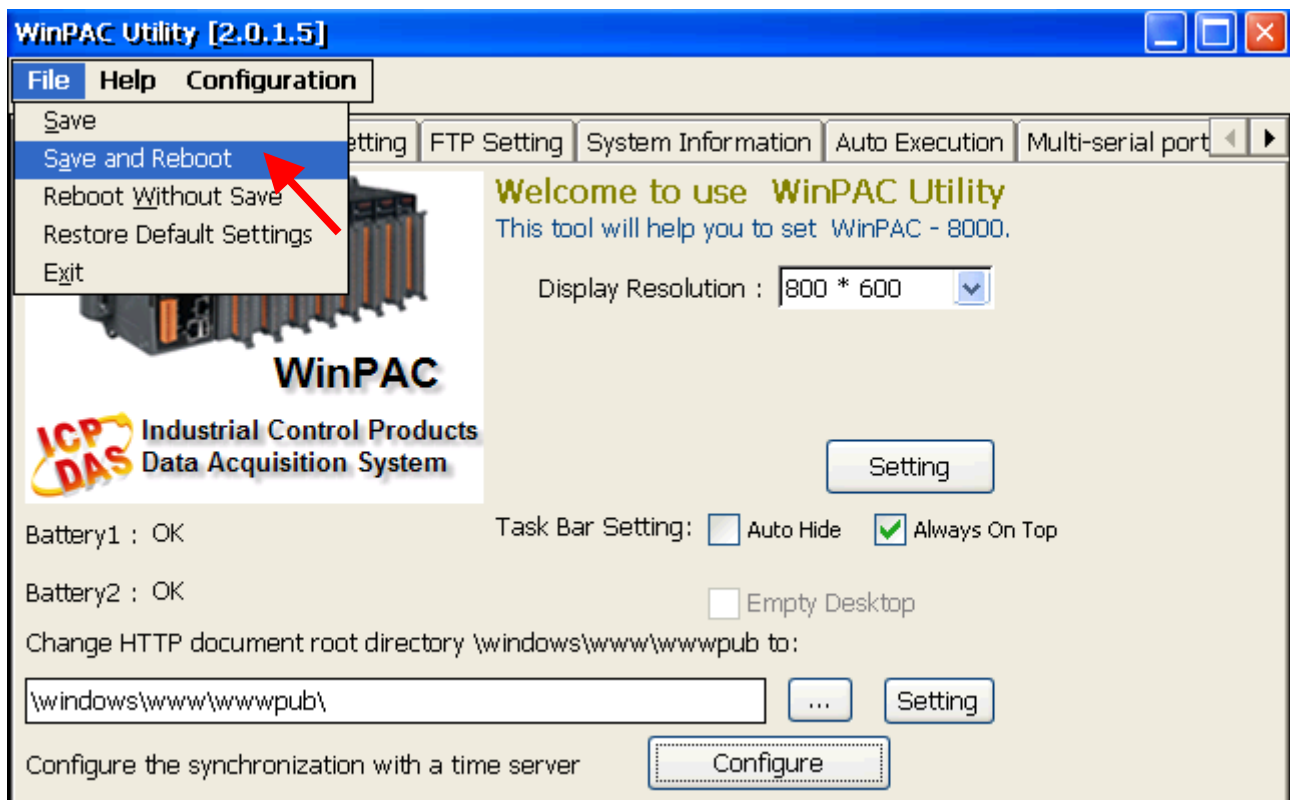 WinPAC Utility [2.0.1.5]
File Help Configuration
Save
Save and Reboot
Reboot Without Save
Restore Default Settings
Exit
etting FTP Setting System Information Auto Execution Multi-serial port
Welcome to use WinPAC Utility
This tool will help you to set WinPAC - 8000.
Display Resolution : 800 * 600
WinPAC
ICP DAS
Industrial Control Products
Data Acquisition System
Setting
Battery1 : OK
Task Bar Setting: Auto Hide Always On Top
Battery2 : OK
Empty Desktop
Change HTTP document root directory \windows\www\wwwpub to:
\windows\www\wwwpub\ ... Setting
Configure the synchronization with a time server Configure